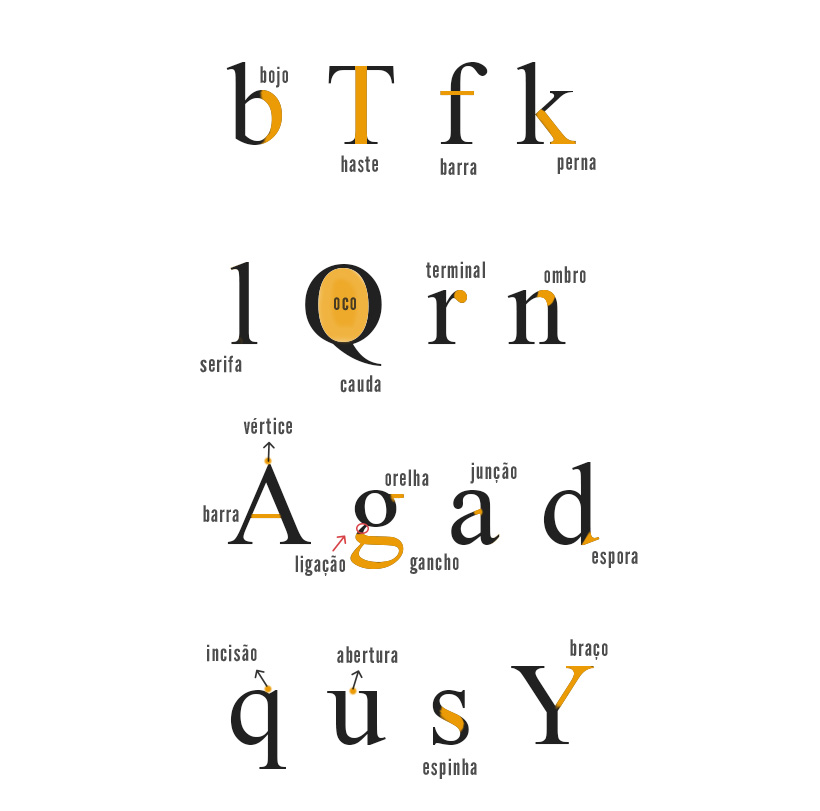 bojo
b T f k
haste barra perna
terminal ombro
l Q r n
oco
serifa cauda
vértice
orelha junção
barra A g a d
ligação gancho espora
incisão abertura braço
q u s Y
espinha